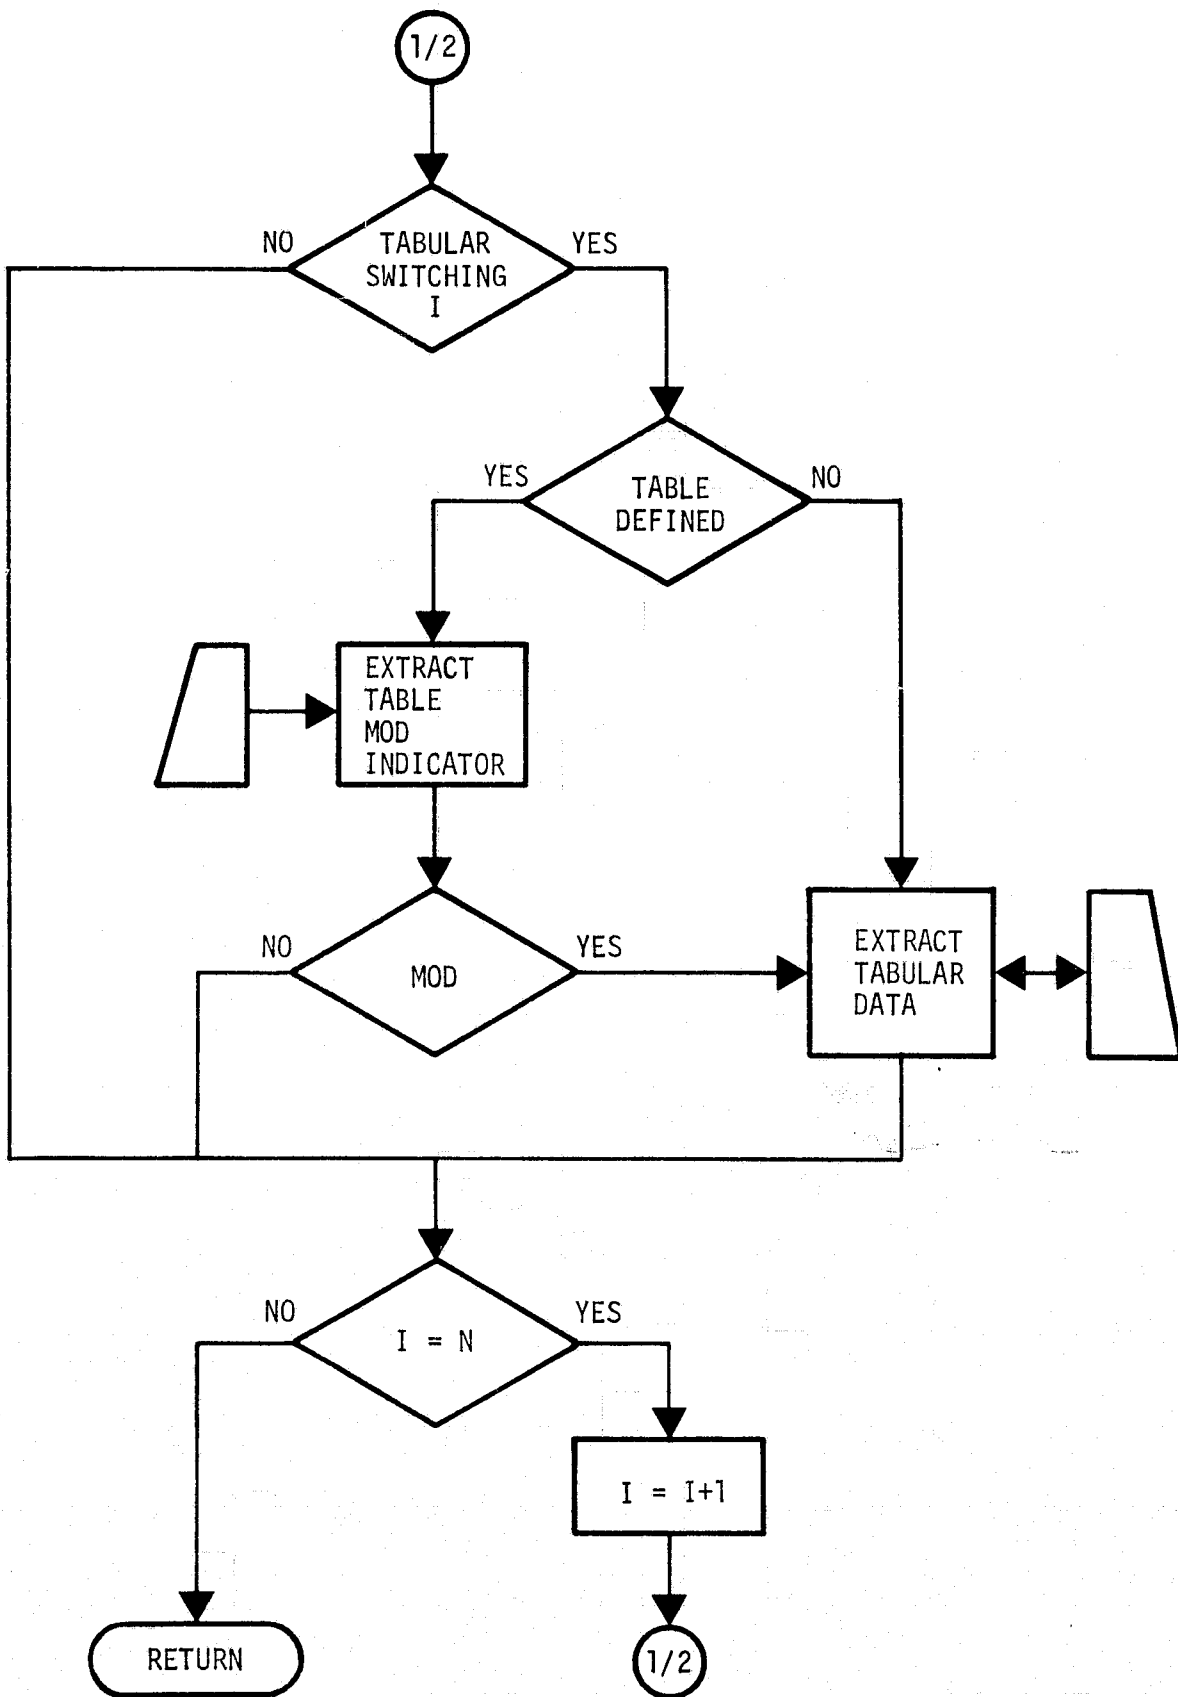 1/2
NO
YES
TABULAR
SWITCHING
I
YES
NO
TABLE
DEFINED
EXTRACT
TABLE
MOD
INDICATOR
NO
YES
MOD
EXTRACT
TABULAR
DATA
NO
YES
I = N
I = I+1
RETURN
1/2